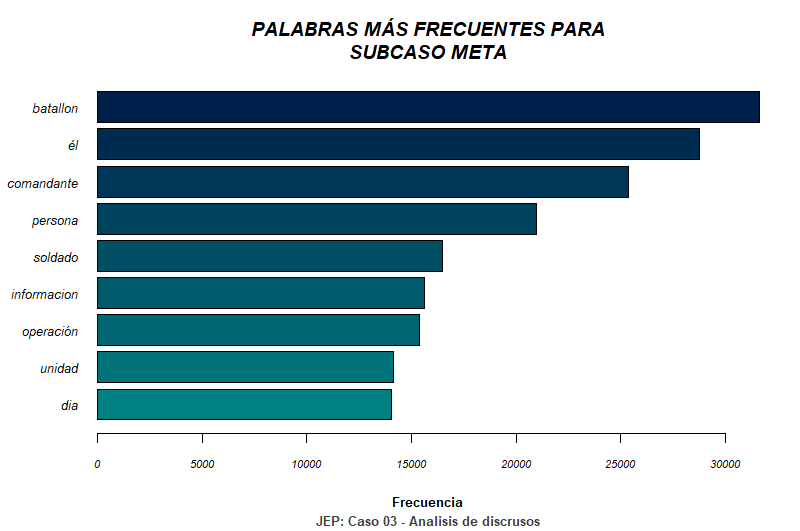 PALABRAS MÁS FRECUENTES PARA
SUBCASO META
batallon
él
comandante
persona
soldado
informacion
operación
unidad
dia
0 5000 10000 15000 20000 25000 30000
Frecuencia
JEP: Caso 03 - Analisis de discrusos